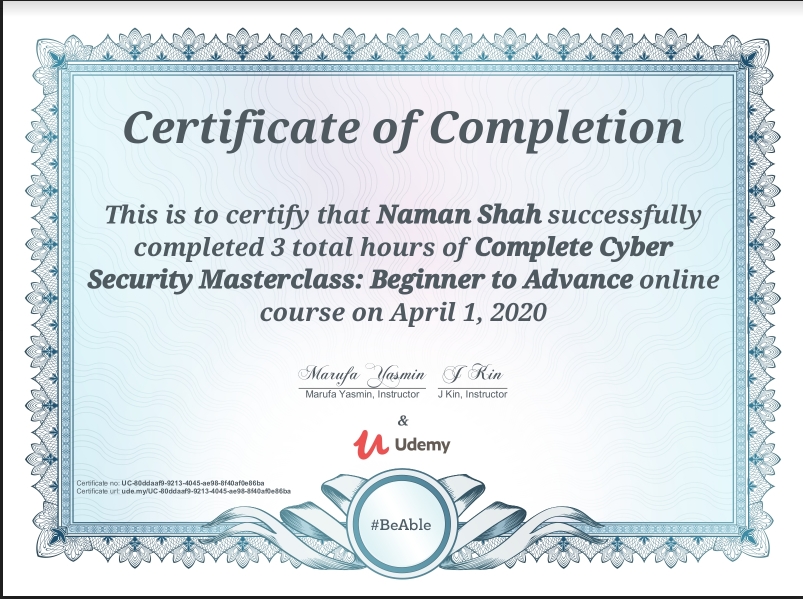 Certificate of Completion
This is to certify that Naman Shah successfully
completed 3 total hours of Complete Cyber
Security Masterclass: Beginner to Advance online
course on April 1, 2020
Marufa Yasmin J Kin
Marufa Yasmin, Instructor J Kin, Instructor
&
Udemy
Certificate no: UC-80ddaaf9-9213-4045-ae98-8f40af0e86ba
Certificate url: ude.my/UC-80ddaaf9-9213-4045-ae98-8f40af0e86ba
#BeAble